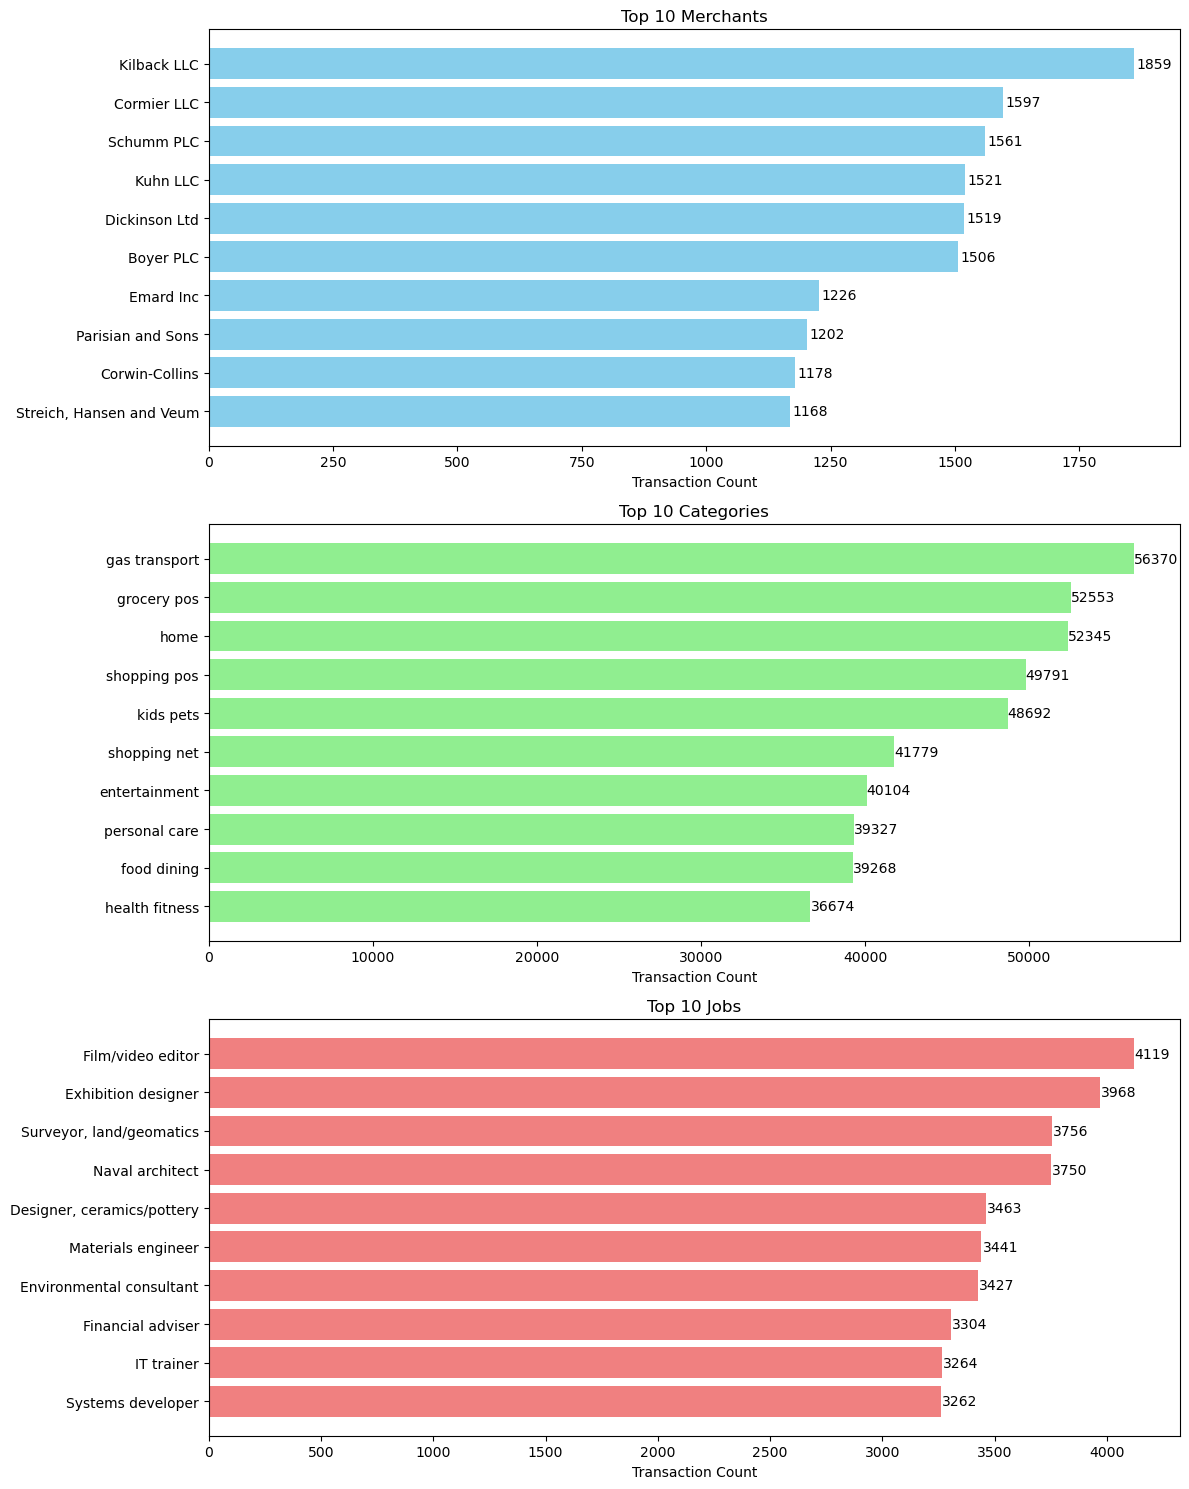 Top 10 Merchants
Kilback LLC 1859
Cormier LLC 1597
Schumm PLC 1561
Kuhn LLC 1521
Dickinson Ltd 1519
Boyer PLC 1506
Emard Inc 1226
Parisian and Sons 1202
Corwin-Collins 1178
Streich, Hansen and Veum 1168
0 250 500 750 1000 1250 1500 1750
Transaction Count
Top 10 Categories
gas transport 56370
grocery pos 52553
home 52345
shopping pos 49791
kids pets 48692
shopping net 41779
entertainment 40104
personal care 39327
food dining 39268
health fitness 36674
0 10000 20000 30000 40000 50000
Transaction Count
Top 10 Jobs
Film/video editor 4119
Exhibition designer 3968
Surveyor, land/geomatics 3756
Naval architect 3750
Designer, ceramics/pottery 3463
Materials engineer 3441
Environmental consultant 3427
Financial adviser 3304
IT trainer 3264
Systems developer 3262
0 500 1000 1500 2000 2500 3000 3500 4000
Transaction Count